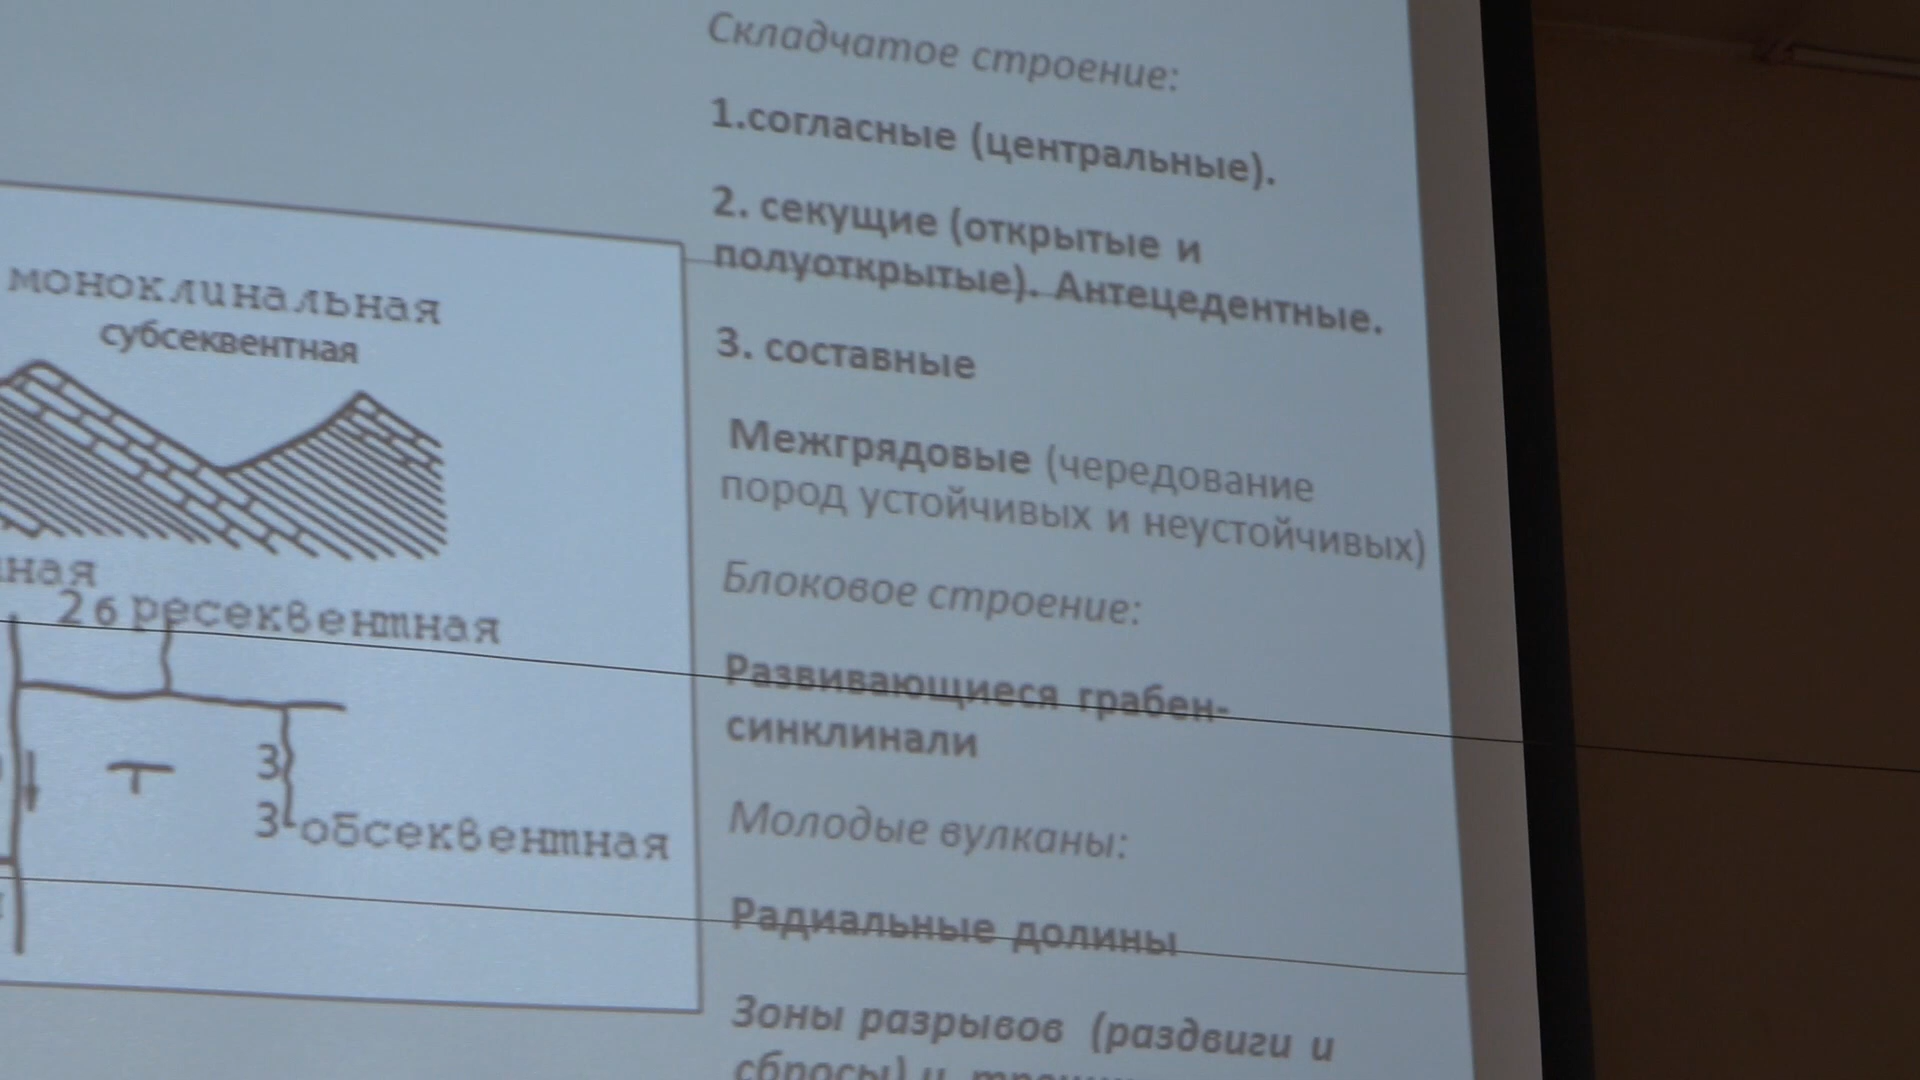 моноклинальная
субсеквентная
ная
2б ресеквентная
3
3 обсеквентная
Складчатое строение:
1.согласные (центральные).
2. секущие (открытые и
полуоткрытые). Антецедентные.
3. составные
Межгрядовые (чередование
пород устойчивых и неустойчивых)
Блоковое строение:
Развивающиеся грабен-
синклинали
Молодые вулканы:
Радиальные долины
Зоны разрывов (раздвиги и
сбросы) и